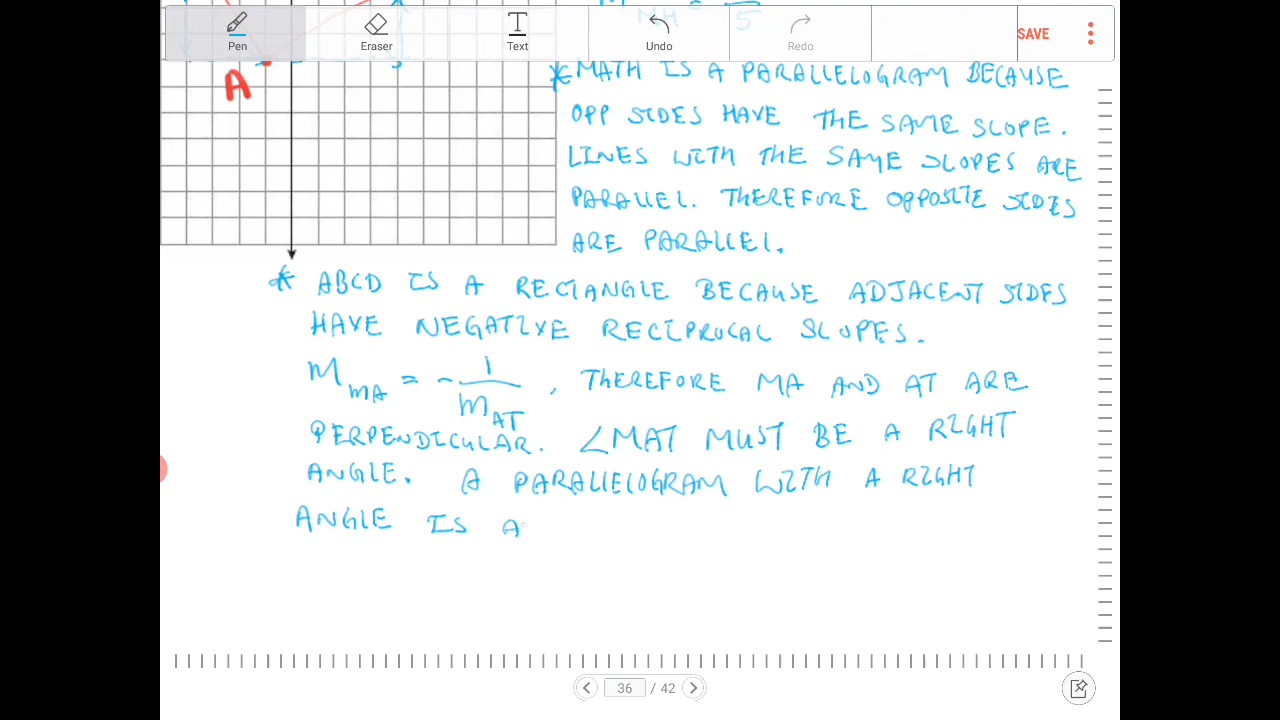 Pen
Eraser
Text
Undo
Redo
SAVE
A
* MATH IS A PARALLELOGRAM BECAUSE
OPP SIDES HAVE THE SAME SLOPE.
LINES WITH THE SAME SLOPES ARE
PARALLEL. THEREFORE OPPOSITE SIDES
ARE PARALLEL.
* ABCD IS A RECTANGLE BECAUSE ADJACENT SIDES
HAVE NEGATIVE RECIPROCAL SLOPES.
M MA = - 1 / M AT , THEREFORE MA AND AT ARE
PERPENDICULAR. ∠MAT MUST BE A RIGHT
ANGLE. A PARALLELOGRAM WITH A RIGHT
ANGLE IS A
36 / 42